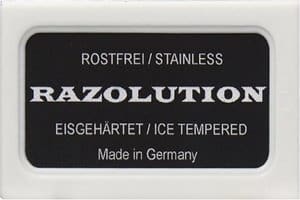 ROSTFREI / STAINLESS
RAZOLUTION
EISGEHÄRTET / ICE TEMPERED
Made in Germany